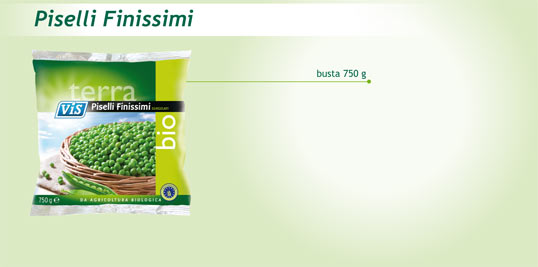 Piselli Finissimi
busta 750 g
terra
ViS
Piselli Finissimi
bio
750 g e
DA AGRICOLTURA BIOLOGICA